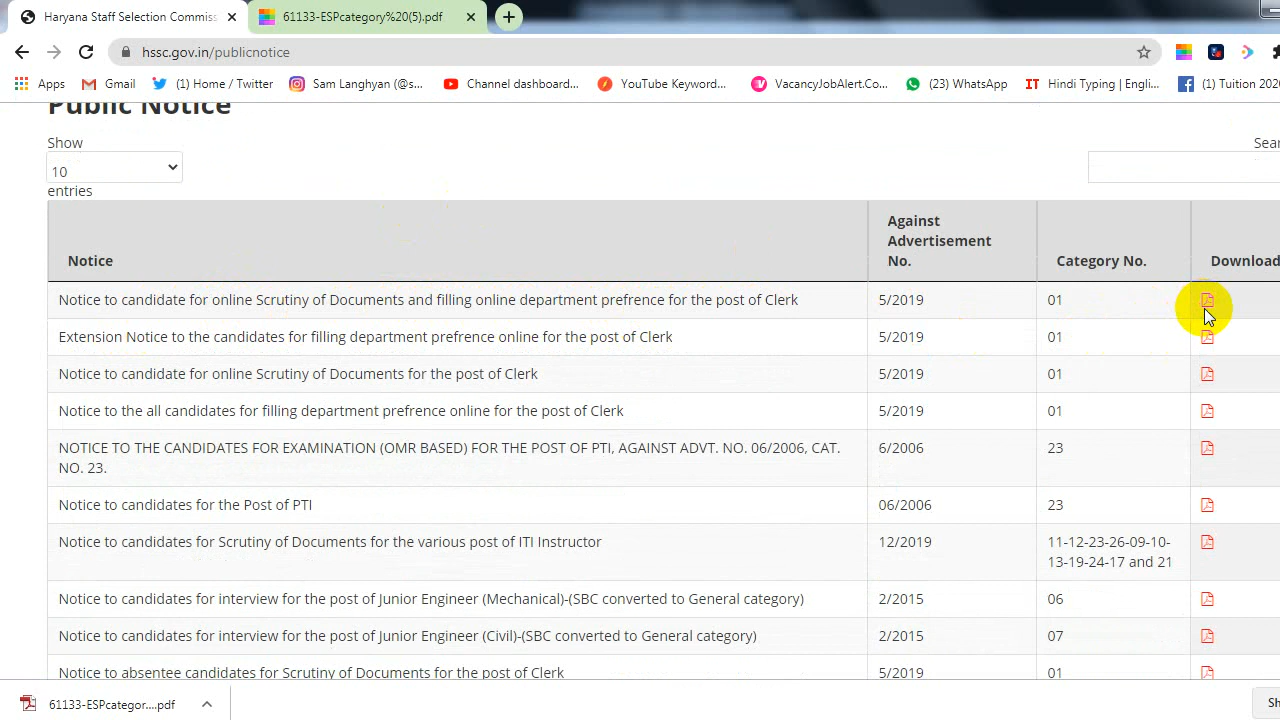 Haryana Staff Selection Commiss
61133-ESPcategory%20(5).pdf
hssc.gov.in/publicnotice
Apps
Gmail
(1) Home / Twitter
Sam Langhyan (@s...
Channel dashboard...
YouTube Keyword...
VacancyJobAlert.Co...
(23) WhatsApp
IT Hindi Typing | Engli...
(1) Tuition 2020
Public Notice
Show
10
entries
Sear
Notice
Against
Advertisement
No.
Category No.
Download
Notice to candidate for online Scrutiny of Documents and filling online department prefrence for the post of Clerk 5/2019 01
Extension Notice to the candidates for filling department prefrence online for the post of Clerk 5/2019 01
Notice to candidate for online Scrutiny of Documents for the post of Clerk 5/2019 01
Notice to the all candidates for filling department prefrence online for the post of Clerk 5/2019 01
NOTICE TO THE CANDIDATES FOR EXAMINATION (OMR BASED) FOR THE POST OF PTI, AGAINST ADVT. NO. 06/2006, CAT. 6/2006 23
NO. 23.
Notice to candidates for the Post of PTI 06/2006 23
Notice to candidates for Scrutiny of Documents for the various post of ITI Instructor 12/2019 11-12-23-26-09-10-
13-19-24-17 and 21
Notice to candidates for interview for the post of Junior Engineer (Mechanical)-(SBC converted to General category) 2/2015 06
Notice to candidates for interview for the post of Junior Engineer (Civil)-(SBC converted to General category) 2/2015 07
Notice to absentee candidates for Scrutiny of Documents for the post of Clerk 5/2019 01
61133-ESPcategor....pdf
Sh